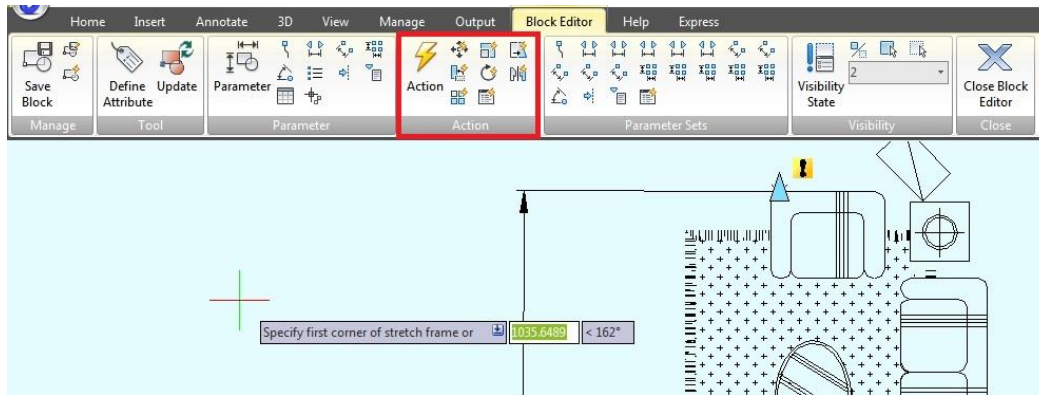 Home Insert Annotate 3D View Manage Output Block Editor Help Express
Save Block
Define Attribute
Update
Parameter
Action
2
Visibility State
Close Block Editor
Manage Tool Parameter Action Parameter Sets Visibility Close
Specify first corner of stretch frame or 1035.6489 < 162°